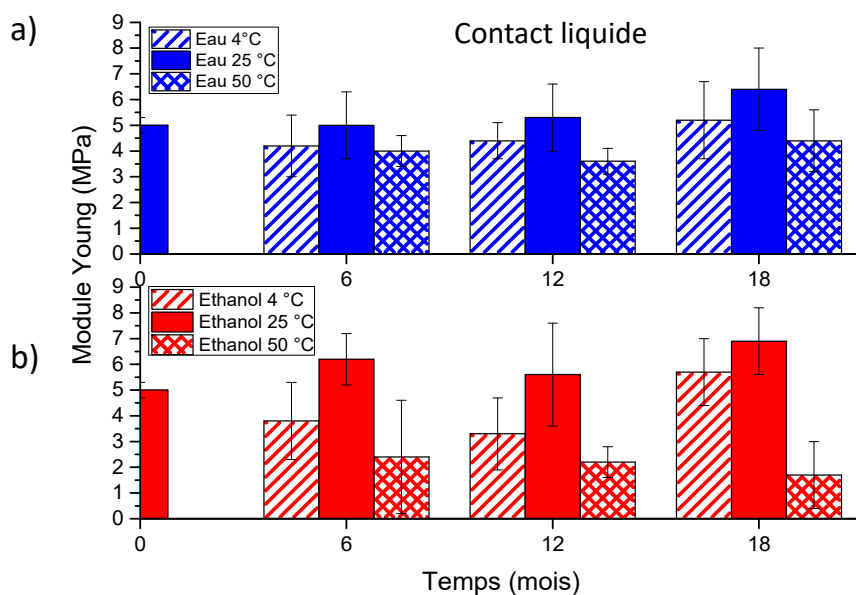 a)
Contact liquide
Eau 4°C
Eau 25 °C
Eau 50 °C
9
8
7
6
5
4
3
2
1
0
0 6 12 18
Module Young (MPa)
b)
Ethanol 4 °C
Ethanol 25 °C
Ethanol 50 °C
9
8
7
6
5
4
3
2
1
0
0 6 12 18
Temps (mois)